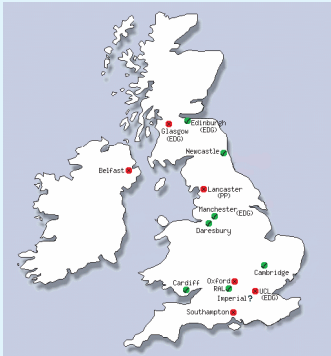 Edinburgh
(EDG)
Glasgow
(EDG)
Newcastle
Belfast
Lancaster
(PP)
Manchester
(EDG)
Daresbury
Cambridge
Cardiff
Oxford
RAL
UCL
(EDG)
Imperial ?
Southampton